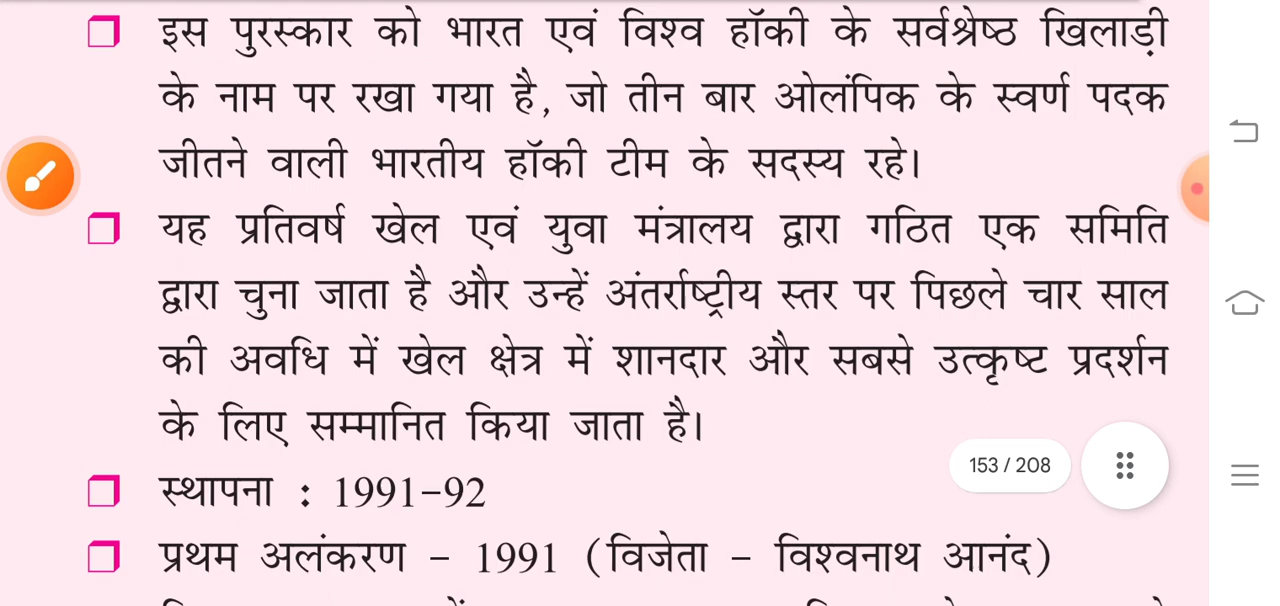 ❐ इस पुरस्कार को भारत एवं विश्व हॉकी के सर्वश्रेष्ठ खिलाड़ी
के नाम पर रखा गया है, जो तीन बार ओलंपिक के स्वर्ण पदक
जीतने वाली भारतीय हॉकी टीम के सदस्य रहे।
❐ यह प्रतिवर्ष खेल एवं युवा मंत्रालय द्वारा गठित एक समिति
द्वारा चुना जाता है और उन्हें अंतर्राष्ट्रीय स्तर पर पिछले चार साल
की अवधि में खेल क्षेत्र में शानदार और सबसे उत्कृष्ट प्रदर्शन
के लिए सम्मानित किया जाता है।
153 / 208
❐ स्थापना : 1991-92
❐ प्रथम अलंकरण - 1991 (विजेता - विश्वनाथ आनंद)